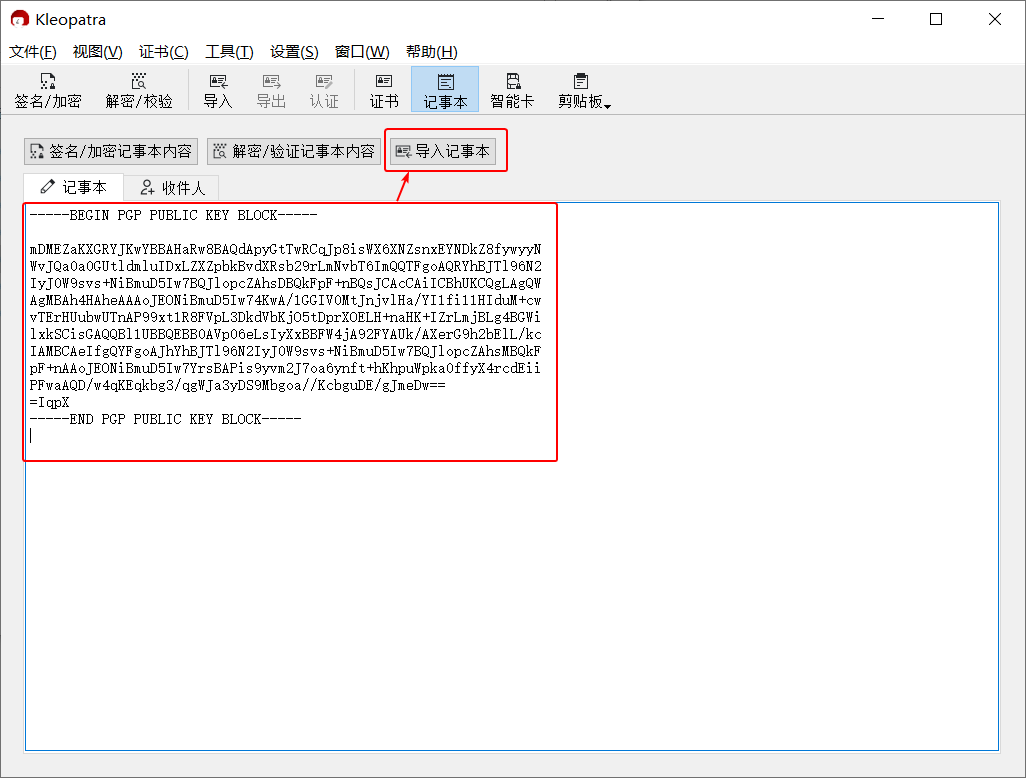 Kleopatra
文件(F) 视图(V) 证书(C) 工具(T) 设置(S) 窗口(W) 帮助(H)
签名/加密 解密/校验 导入 导出 认证 证书 记事本 智能卡 剪贴板
签名/加密记事本内容 解密/验证记事本内容 导入记事本
记事本 收件人
-----BEGIN PGP PUBLIC KEY BLOCK-----
mDMEZaKXGRYJKwYBBAHaRw8BAQdApyGtTwRCqJp8isWX6XNZsnxEYNDkZ8fywyyN
WvJQa0a0GUtldmluIDxLZXZpbkBvdXRsb29rLmNvbT6ImQQTFgoAQRYhBJTl96N2
IyJ0W9svs+NiBmuD5Iw7BQJlopcZAhsDBQkFpF+nBQsJCAcCAiICBhUKCQgLAgQW
AgMBAh4HAheAAAoJEONiBmuD5Iw74KwA/1GGIV0MtJnjvlHa/YI1fi11HIduM+cw
vTErHUubwUTnAP99xt1R8FVpL3DkdVbKjO5tDprXOELH+naHK+IZrLmjBLg4BGWi
lxkSCisGAQQBl1UBBQEBB0AVp06eLsIyXxBBFW4jA92FYAUk/AXerG9h2bElL/kc
IAMBCAeIfgQYFgoAJhYhBJTl96N2IyJ0W9svs+NiBmuD5Iw7BQJlopcZAhsMBQkF
pF+nAAoJEONiBmuD5Iw7YrsBAPis9yvm2J7oa6ynft+hKhpuWpka0ffyX4rcdEii
PFwaAQD/w4qKEqkbg3/qgWJa3yDS9Mbgoa//KcbguDE/gJmeDw==
=IqpX
-----END PGP PUBLIC KEY BLOCK-----